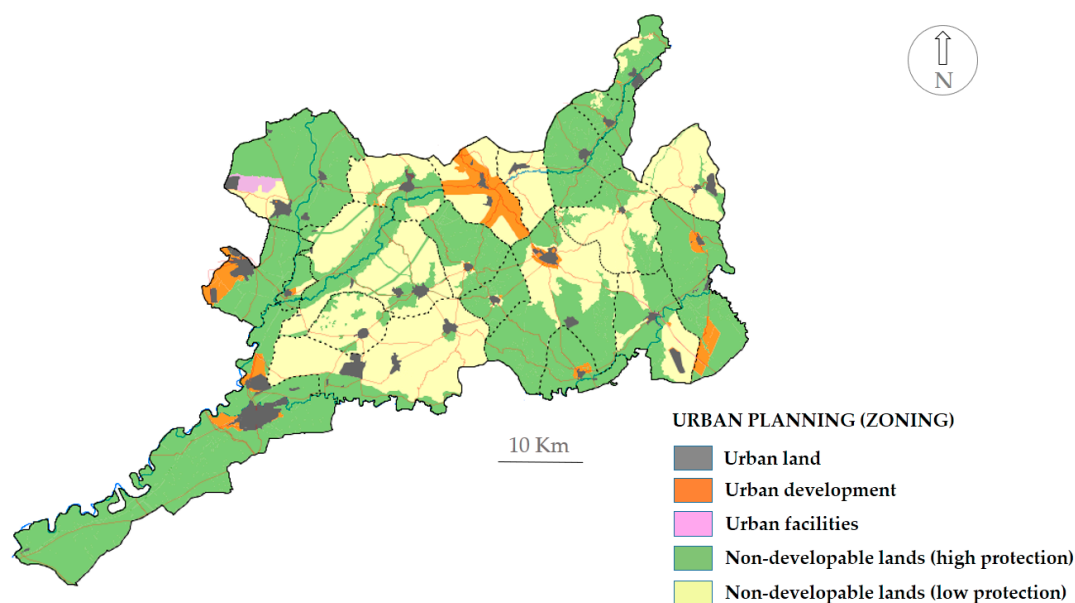 N
10 Km
URBAN PLANNING (ZONING)
Urban land
Urban development
Urban facilities
Non-developable lands (high protection)
Non-developable lands (low protection)